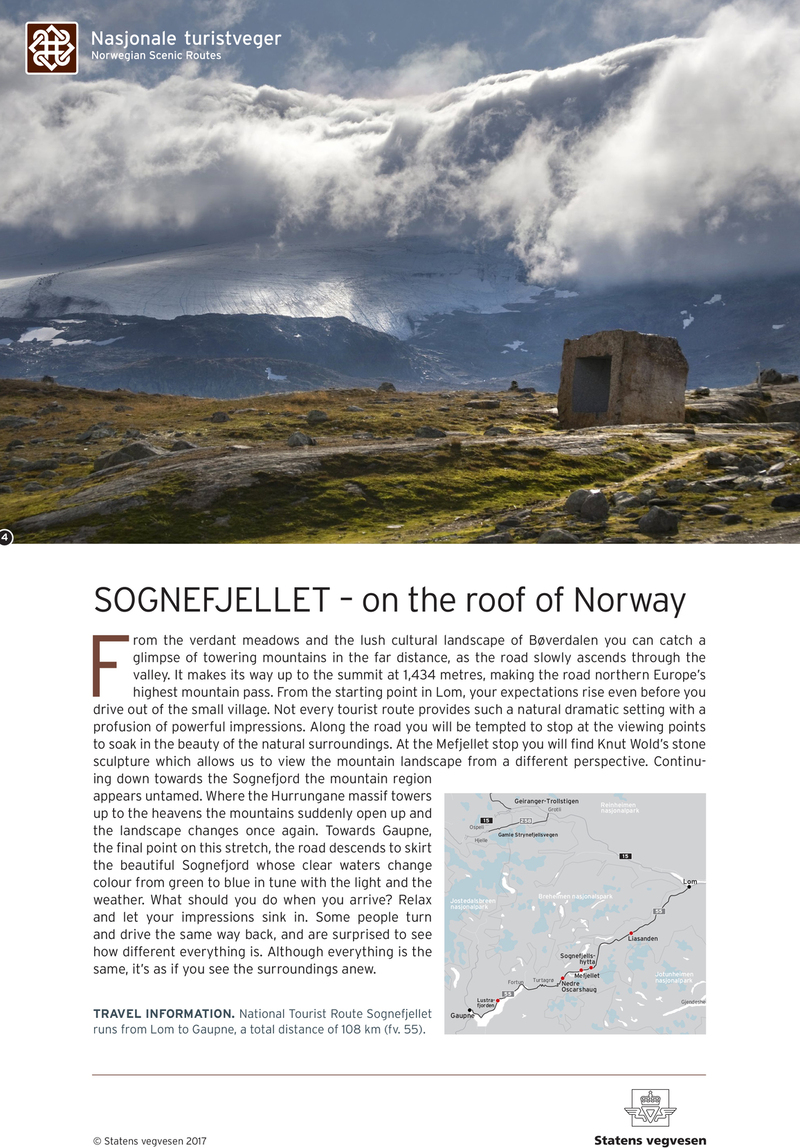 Nasjonale turistveger
Norwegian Scenic Routes
4
SOGNEFJELLET – on the roof of Norway
From the verdant meadows and the lush cultural landscape of Bøverdalen you can catch a
glimpse of towering mountains in the far distance, as the road slowly ascends through the
valley. It makes its way up to the summit at 1,434 metres, making the road northern Europe's
highest mountain pass. From the starting point in Lom, your expectations rise even before you
drive out of the small village. Not every tourist route provides such a natural dramatic setting with a
profusion of powerful impressions. Along the road you will be tempted to stop at the viewing points
to soak in the beauty of the natural surroundings. At the Mefjellet stop you will find Knut Wold's stone
sculpture which allows us to view the mountain landscape from a different perspective. Continu-
ing down towards the Sognefjord the mountain region
appears untamed. Where the Hurrungane massif towers
up to the heavens the mountains suddenly open up and
the landscape changes once again. Towards Gaupne,
the final point on this stretch, the road descends to skirt
the beautiful Sognefjord whose clear waters change
colour from green to blue in tune with the light and the
weather. What should you do when you arrive? Relax
and let your impressions sink in. Some people turn
and drive the same way back, and are surprised to see
how different everything is. Although everything is the
same, it's as if you see the surroundings anew.
TRAVEL INFORMATION. National Tourist Route Sognefjellet
runs from Lom to Gaupne, a total distance of 108 km (fv. 55).
Geiranger-Trollstigen
Grotli
Reinheimen
nasjonalpark
15
258
Ospeli
Gamle Strynefjellsvegen
Hjelle
15
Lom
Jostedalsbreen
nasjonalpark
Breheimen nasjonalpark
55
Liasanden
Sognefjells-
hytta
Mefjellet
Jotunheimen
nasjonalpark
Fortun
Turtagrø
Nedre
Oscarshaug
55
Lustra-
fjorden
Gjendesheim
Gaupne
© Statens vegvesen 2017
Statens vegvesen